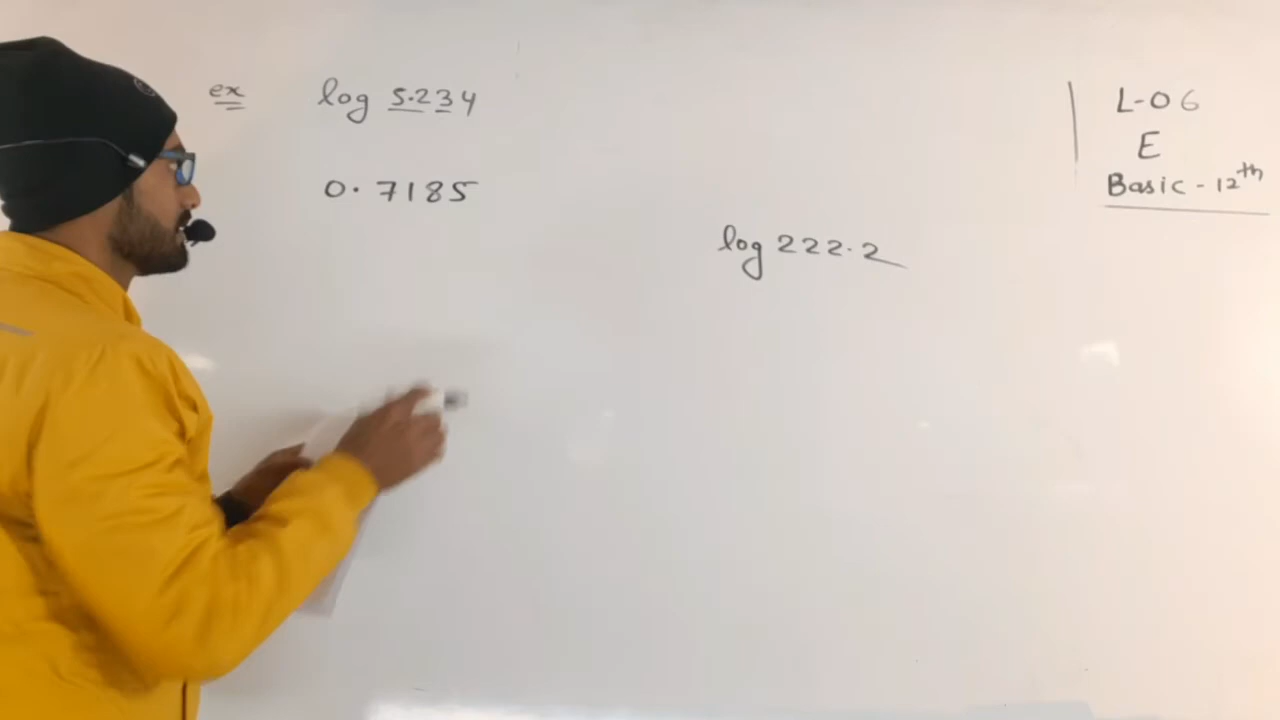 ex log 5.234
0.7185
log 222.2
L-06
E
Basic - 12th